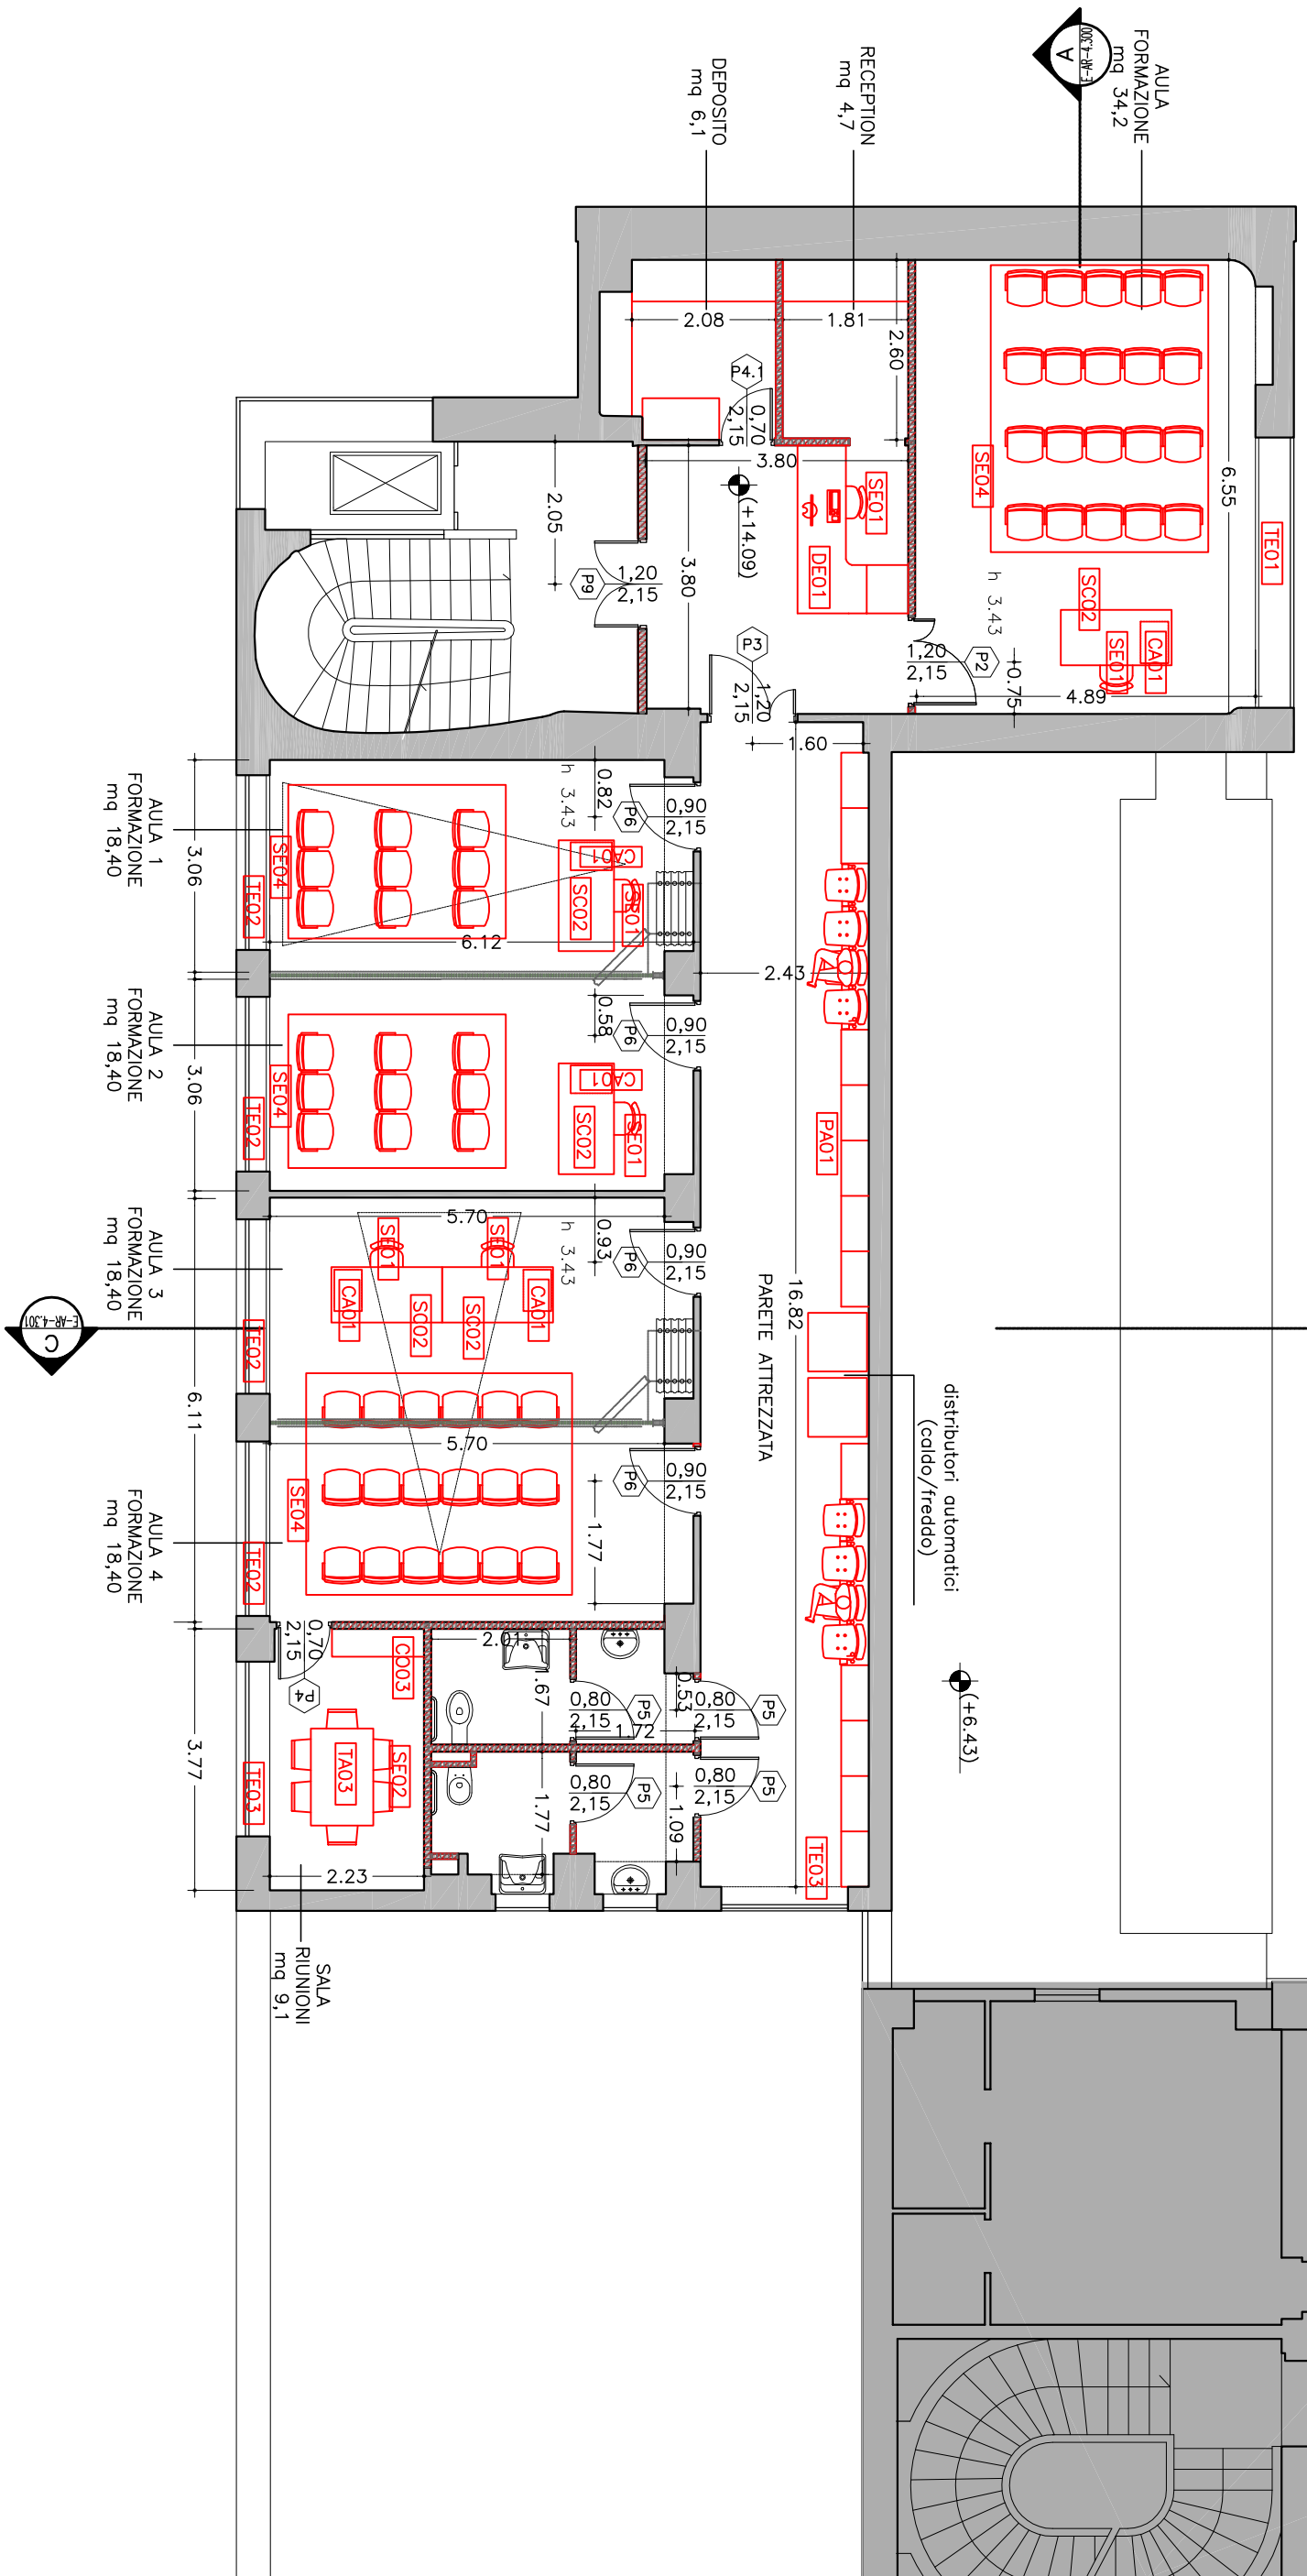 AULA
FORMAZIONE
mq 34,2
A
E-AR-4.300
RECEPTION
mq 4,7
DEPOSITO
mq 6,1
TE01
6.55
SE04
h 3.43
SC02
SE01
CA01
4.89
0.75
P2
1,20
2,15
2.60
1.81
2.08
P4.1
0,70
2,15
3.80
SE01
DE01
(+14.09)
3.80
2.05
P9
1,20
2,15
P3
1,20
2,15
1.60
AULA 1
FORMAZIONE
mq 18,40
3.06
TE02
SE04
6.12
h 3.43
0.82
P6
0,90
2,15
CA01
SC02
SE01
2.43
AULA 2
FORMAZIONE
mq 18,40
3.06
TE02
SE04
0.58
P6
0,90
2,15
CA01
SC02
SE01
PA01
16.82
PARETE ATTREZZATA
distributori automatici
(caldo/freddo)
AULA 3
FORMAZIONE
mq 18,40
6.11
TE02
5.70
h 3.43
0.93
P6
0,90
2,15
SE01
SE01
CA01
SC02
SC02
CA01
C
E-AR-4.301
AULA 4
FORMAZIONE
mq 18,40
TE02
SE04
5.70
1.77
P6
0,90
2,15
0,70
2,15
P4
CO03
2.01
1.67
0,80
2,15
P5
0.53
0,80
2,15
P5
1.72
3.77
TE03
TA03
SE02
2.23
1.77
0,80
2,15
P5
1.09
0,80
2,15
P5
TE03
(+6.43)
SALA
RIUNIONI
mq 9,1